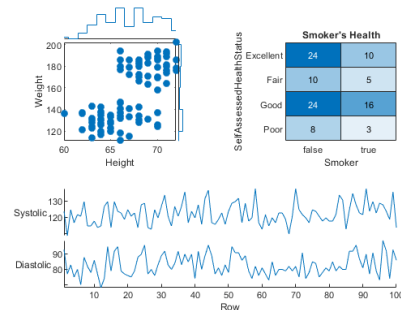 200
180
160
140
120
Weight
60
65
70
Height
Smoker's Health
SelfAssessedHealthStatus
Excellent 24 10
Fair 10 5
Good 24 16
Poor 8 3
false true
Smoker
Systolic
130
120
Diastolic
90
80
10 20 30 40 50 60 70 80 90 100
Row